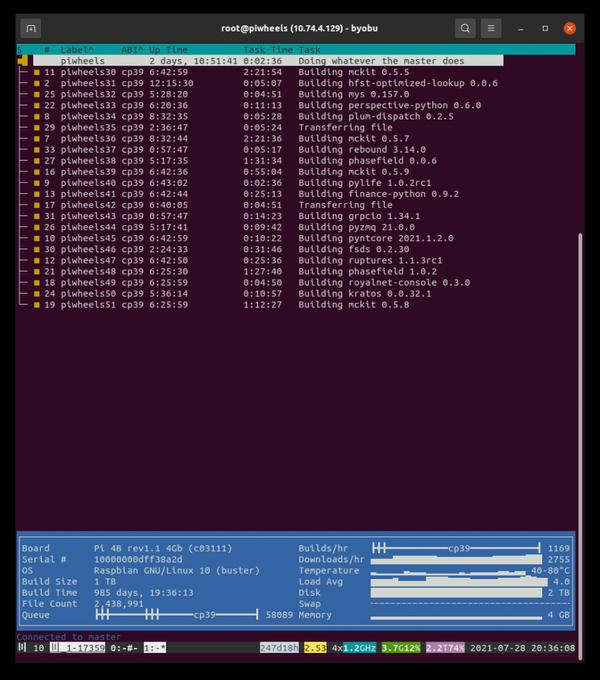 root@piwheels (10.74.4.129) - byobu
S # Label^ ABI^ Up Time Task Time Task
piwheels 2 days, 10:51:41 0:02:36 Doing whatever the master does
11 piwheels30 cp39 6:42:59 2:21:54 Building mckit 0.5.5
2 piwheels31 cp39 12:15:30 0:05:07 Building hfst-optimized-lookup 0.0.6
25 piwheels32 cp39 5:28:20 0:04:51 Building mys 0.157.0
22 piwheels33 cp39 6:20:36 0:11:13 Building perspective-python 0.6.0
8 piwheels34 cp39 8:32:35 0:05:28 Building plum-dispatch 0.2.5
29 piwheels35 cp39 2:36:47 0:05:24 Transferring file
7 piwheels36 cp39 8:32:44 2:21:36 Building mckit 0.5.7
33 piwheels37 cp39 0:57:47 0:05:17 Building rebound 3.14.0
27 piwheels38 cp39 5:17:35 1:31:34 Building phasefield 0.0.6
16 piwheels39 cp39 6:42:36 0:55:04 Building mckit 0.5.9
9 piwheels40 cp39 6:43:02 0:02:36 Building pylife 1.0.2rc1
13 piwheels41 cp39 6:42:44 0:25:13 Building finance-python 0.9.2
17 piwheels42 cp39 6:40:05 0:04:51 Transferring file
31 piwheels43 cp39 0:57:47 0:14:23 Building grpcio 1.34.1
26 piwheels44 cp39 5:17:41 0:09:42 Building pyzmq 21.0.0
10 piwheels45 cp39 6:42:59 0:10:22 Building pyntcore 2021.1.2.0
30 piwheels46 cp39 2:24:33 0:31:46 Building fsds 0.2.30
12 piwheels47 cp39 6:42:50 0:25:36 Building ruptures 1.1.3rc1
21 piwheels48 cp39 6:25:30 1:27:40 Building phasefield 1.0.2
18 piwheels49 cp39 6:25:59 0:04:50 Building royalnet-console 0.3.0
24 piwheels50 cp39 5:36:14 0:10:57 Building kratos 0.0.32.1
19 piwheels51 cp39 6:25:59 1:12:27 Building mckit 0.5.8
Board Pi 4B rev1.1 4Gb (c03111) Builds/hr cp39 1169
Serial # 10000000dff38a2d Downloads/hr 2755
OS Raspbian GNU/Linux 10 (buster) Temperature 40-80°C
Build Size 1 TB Load Avg 4.0
Build Time 985 days, 19:36:13 Disk 2 TB
File Count 2,438,991 Swap
Queue cp39 58089 Memory 4 GB
Connected to master
10 1-17359 0:-#- 1:-* 247d18h 2.53 4x1.2GHz 3.7G12% 2.2T74% 2021-07-28 20:36:08